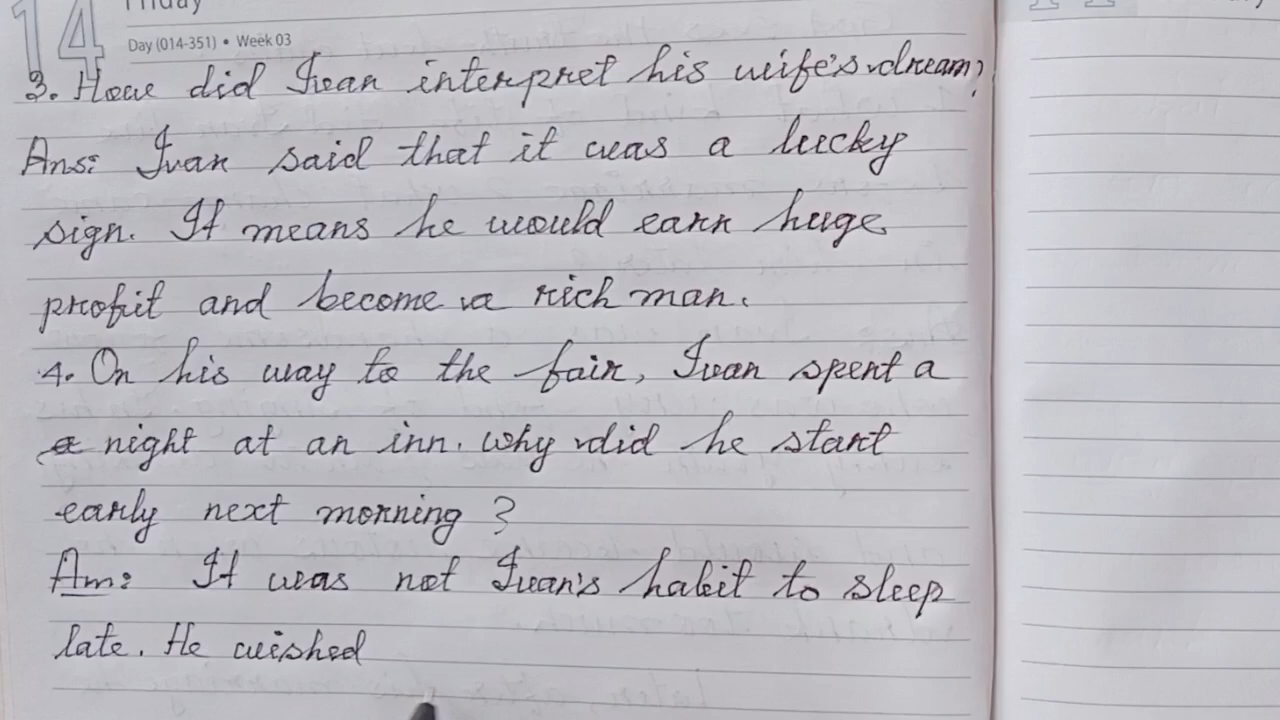 14
Friday
Day (014-351) • Week 03
3. How did Ivan interpret his wife's dream?
Ans: Ivan said that it was a lucky
sign. It means he would earn huge
profit and become a rich man.
4. On his way to the fair, Ivan spent a
night at an inn. Why did he start
early next morning?
Ans: It was not Ivan's habit to sleep
late. He wished